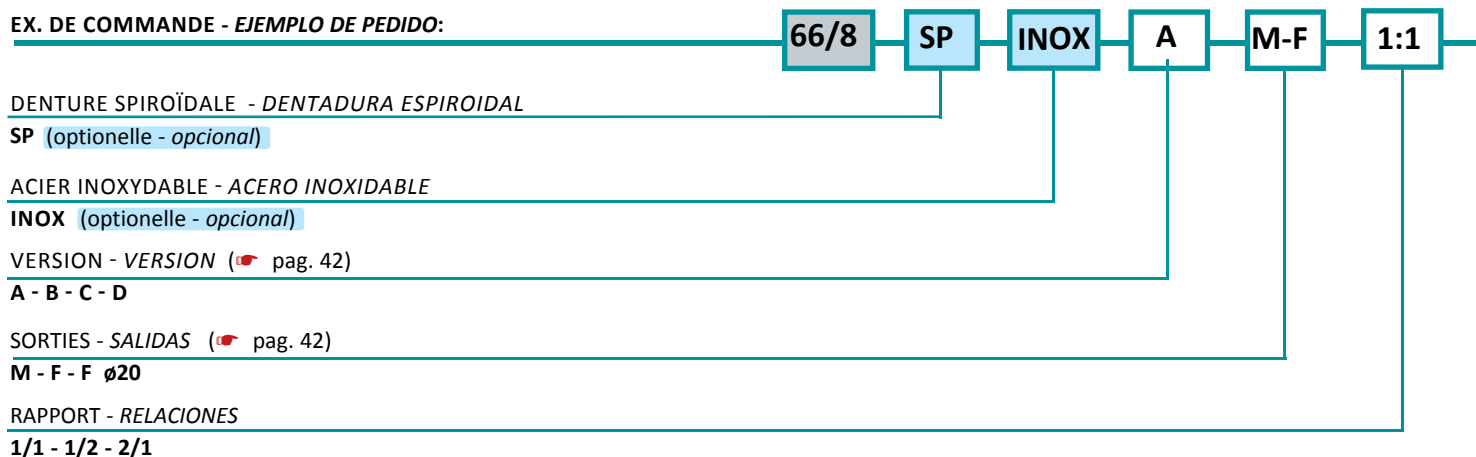 EX. DE COMMANDE - EJEMPLO DE PEDIDO:
66/8 SP INOX A M-F 1:1
DENTURE SPIROÏDALE - DENTADURA ESPIROIDAL
SP (optionelle - opcional)
ACIER INOXYDABLE - ACERO INOXIDABLE
INOX (optionelle - opcional)
VERSION - VERSION (☛ pag. 42)
A - B - C - D
SORTIES - SALIDAS (☛ pag. 42)
M - F - F ø20
RAPPORT - RELACIONES
1/1 - 1/2 - 2/1